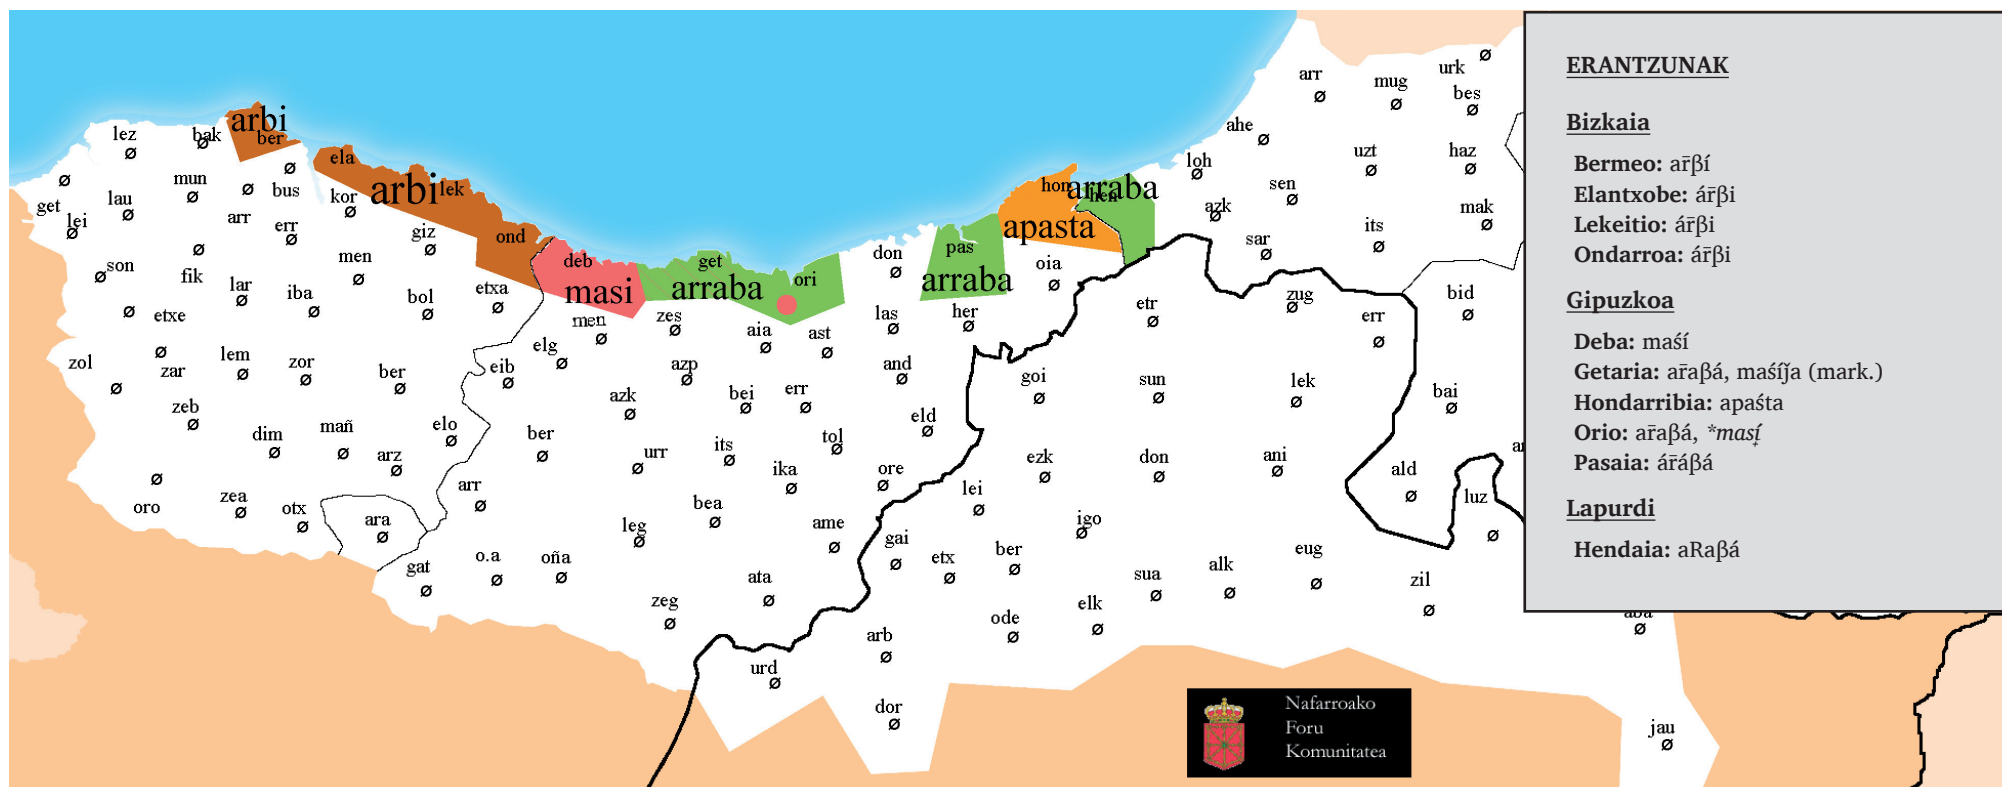 ERANTZUNAK
Bizkaia
Bermeo: ar̄βí
Elantxobe: ár̄βi
Lekeitio: ár̄βi
Ondarroa: ár̄βi
Gipuzkoa
Deba: maśí
Getaria: ar̄aβá, maśíǰa (mark.)
Hondarribia: apaśta
Orio: ar̄aβá, *maṣí
Pasaia: ár̄áβá
Lapurdi
Hendaia: aRaβá
arbi
arbi
masi
arraba
arraba
apasta
arraba
lez
bak
ber
ela
lek
ond
deb
get
ori
don
pas
hon
hen
loh
ahe
arr
mug
urk
bes
uzt
haz
sen
azk
its
mak
sar
get
lei
lau
mun
arr
bus
err
kor
giz
son
fik
lar
men
iba
bol
etxa
etxe
zol
zar
lem
zor
ber
zeb
dim
mañ
elo
arz
oro
zea
otx
ara
men
zes
aia
ast
las
her
oia
elg
eib
azp
azk
bei
err
and
eld
ber
urr
its
tol
ika
ore
arr
bea
leg
ame
gat
o.a
oña
ata
zeg
etr
zug
err
bid
goi
sun
lek
bai
ezk
don
ani
ald
luz
lei
igo
gai
etx
ber
sua
alk
eug
zil
ode
elk
arb
urd
dor
jau
aba
Nafarroako
Foru
Komunitatea